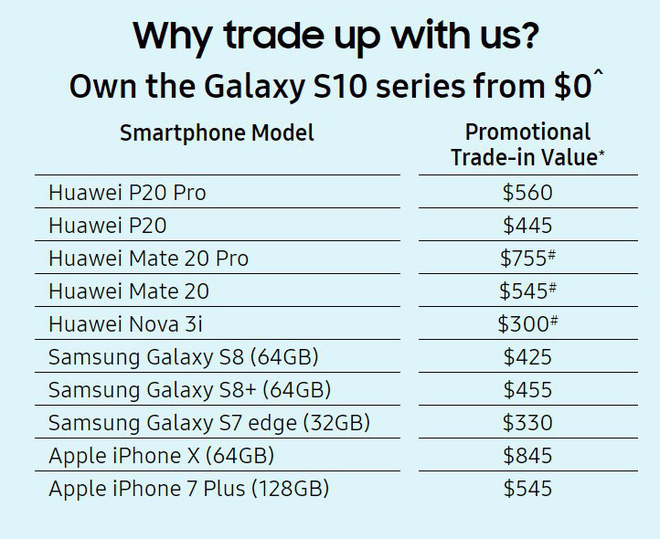 Why trade up with us?
Own the Galaxy S10 series from $0^
Smartphone Model
Promotional
Trade-in Value*
Huawei P20 Pro $560
Huawei P20 $445
Huawei Mate 20 Pro $755#
Huawei Mate 20 $545#
Huawei Nova 3i $300#
Samsung Galaxy S8 (64GB) $425
Samsung Galaxy S8+ (64GB) $455
Samsung Galaxy S7 edge (32GB) $330
Apple iPhone X (64GB) $845
Apple iPhone 7 Plus (128GB) $545